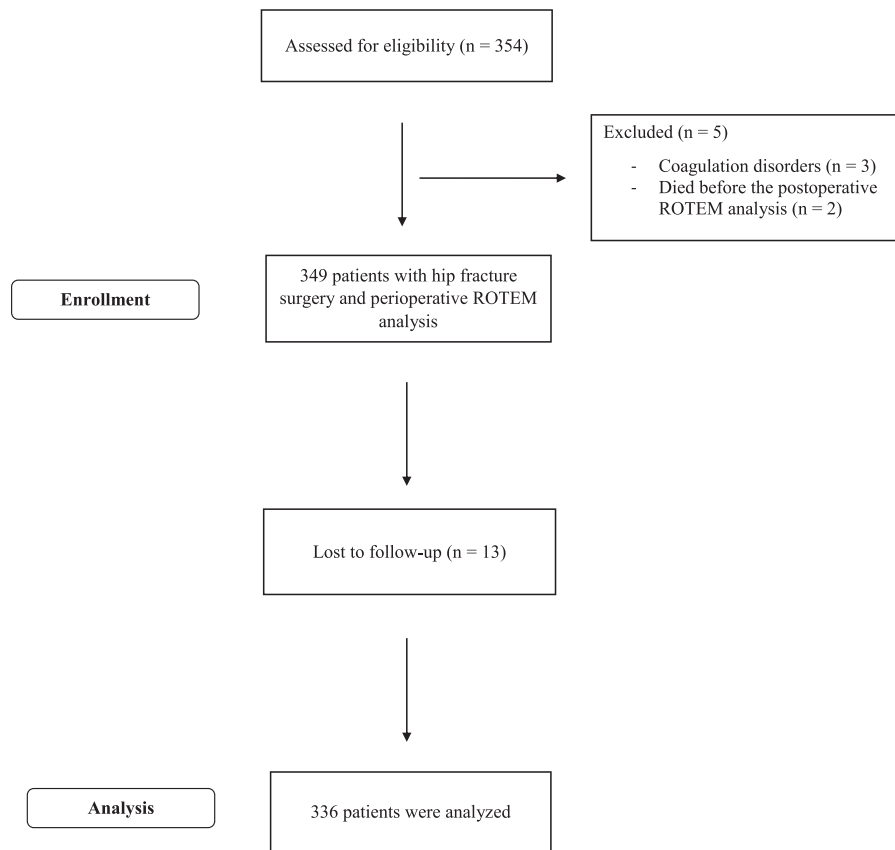 Assessed for eligibility (n = 354)
Excluded (n = 5)
- Coagulation disorders (n = 3)
- Died before the postoperative
ROTEM analysis (n = 2)
Enrollment
349 patients with hip fracture
surgery and perioperative ROTEM
analysis
Lost to follow-up (n = 13)
Analysis
336 patients were analyzed